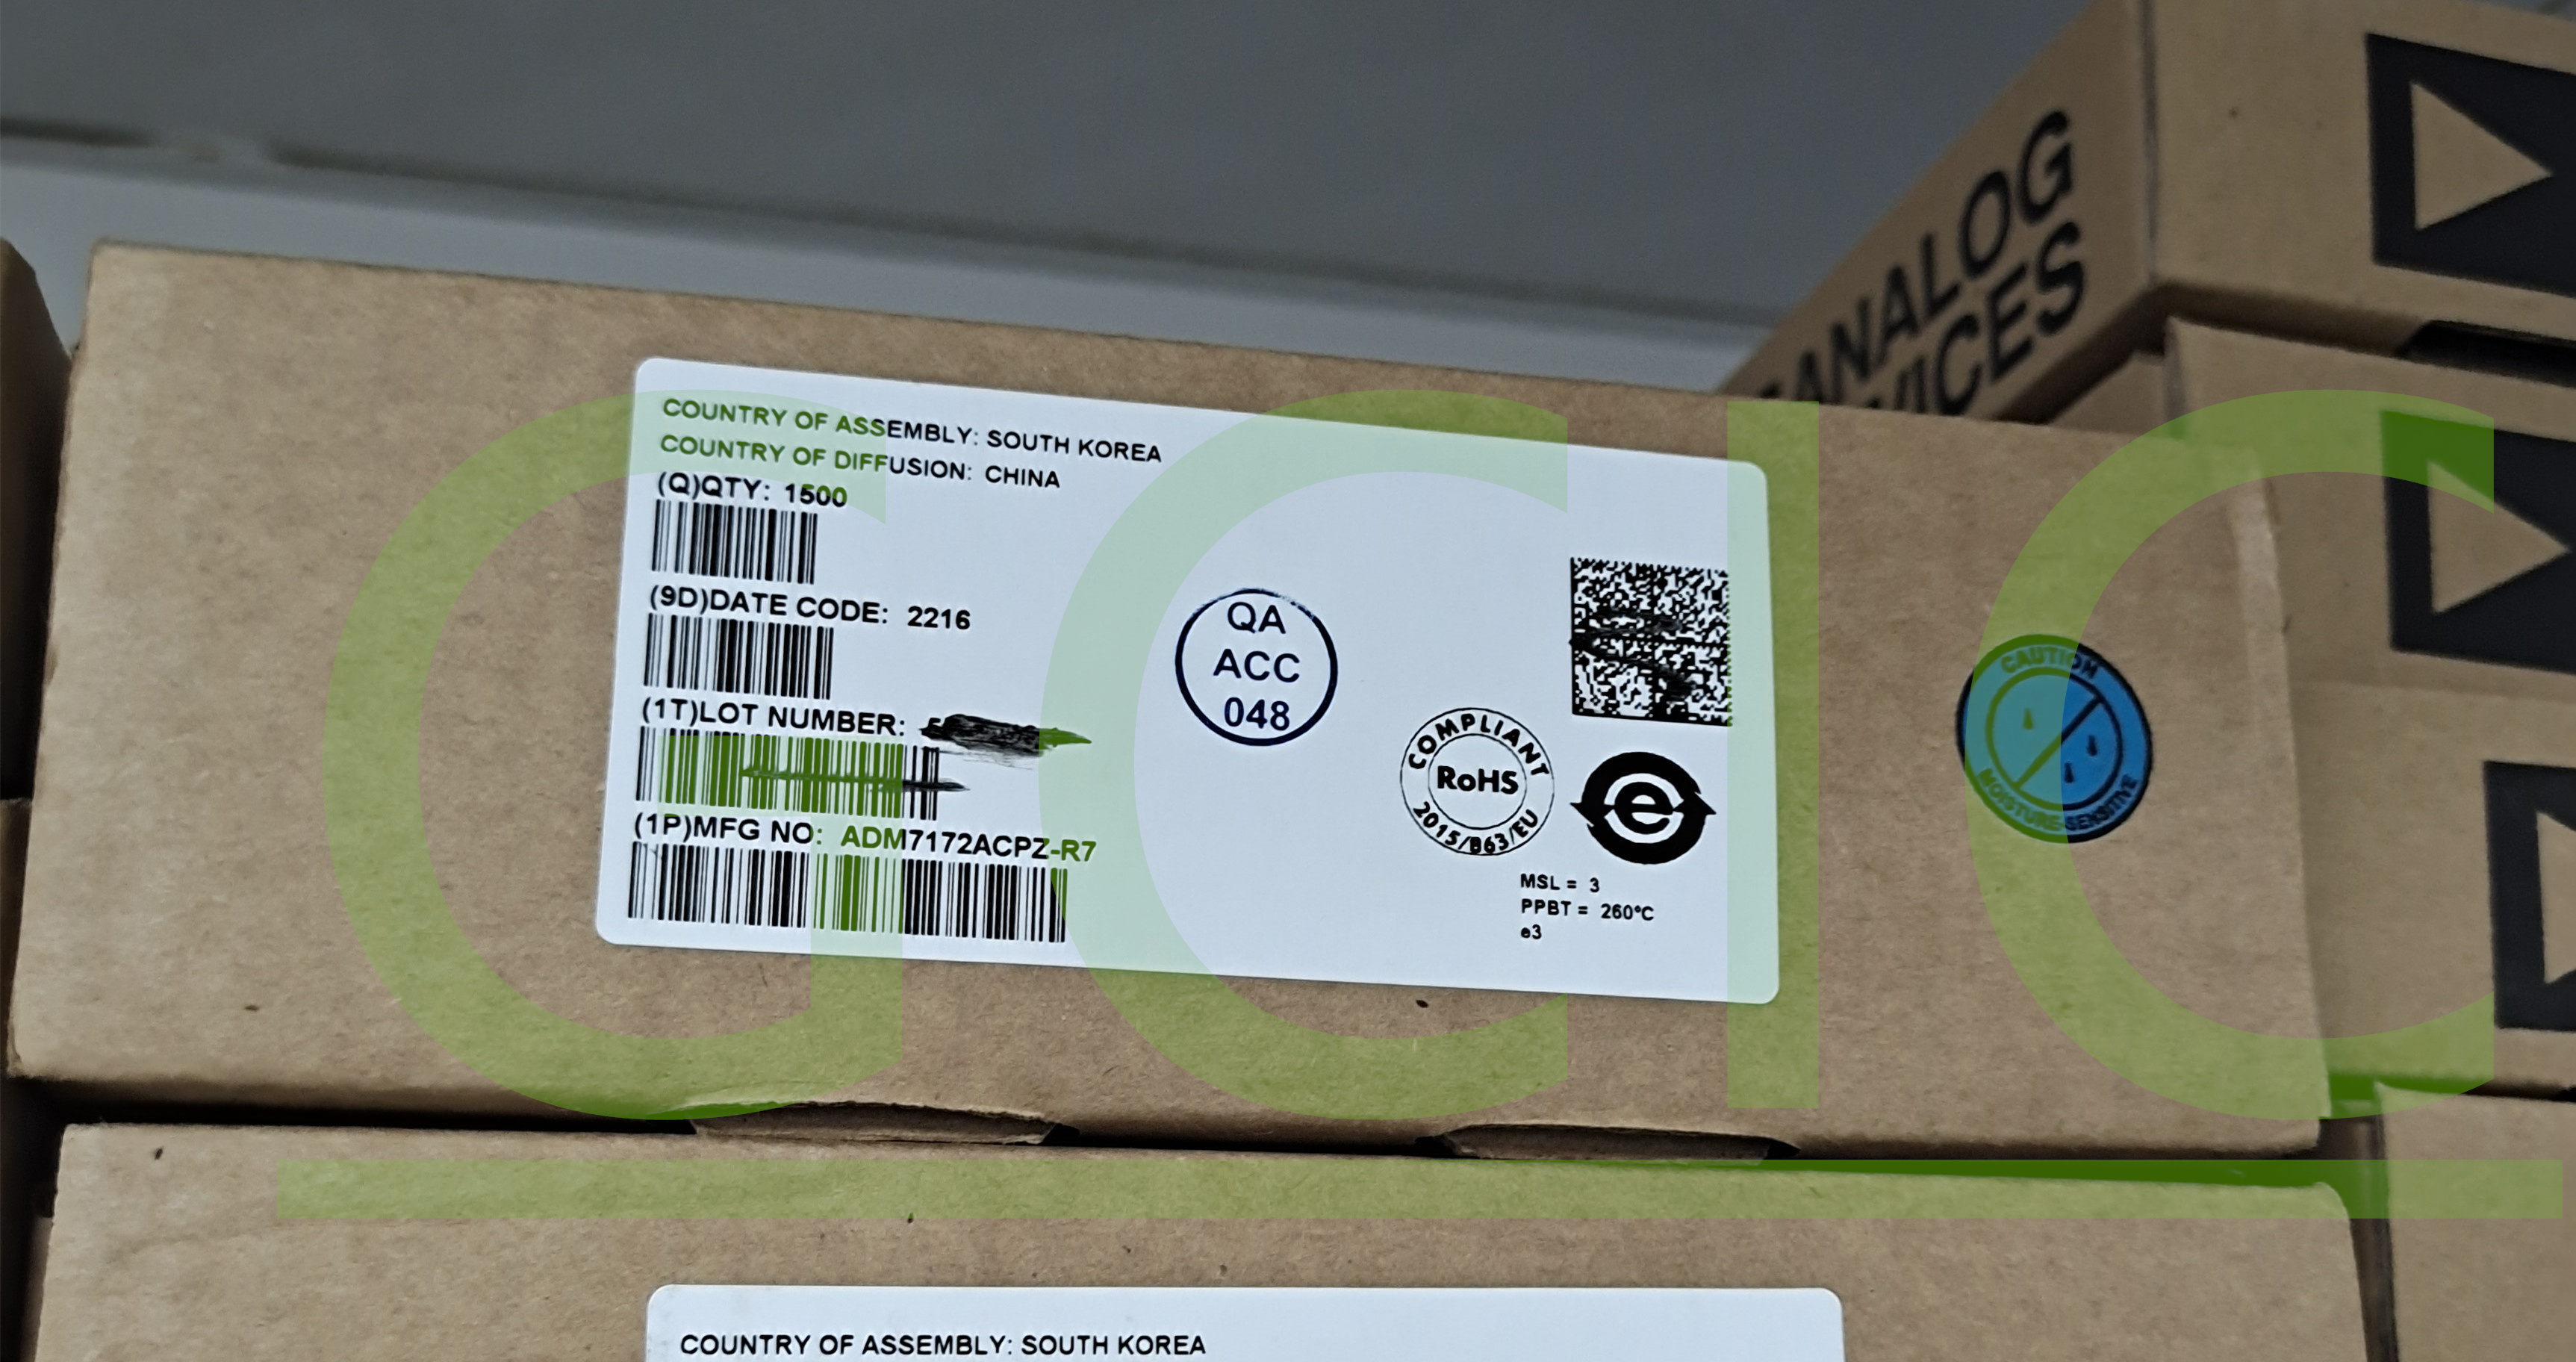 ANALOG
VICES
COUNTRY OF ASSEMBLY: SOUTH KOREA
COUNTRY OF DIFFUSION: CHINA
(Q)QTY: 1500
(9D)DATE CODE: 2216
(1T)LOT NUMBER:
(1P)MFG NO: ADM7172ACPZ-R7
QA
ACC
048
COMPLIANT
RoHS
2015/863/EU
e
MSL = 3
PPBT = 260°C
e3
CAUTION
MOISTURE-SENSITIVE
GCIC
COUNTRY OF ASSEMBLY: SOUTH KOREA